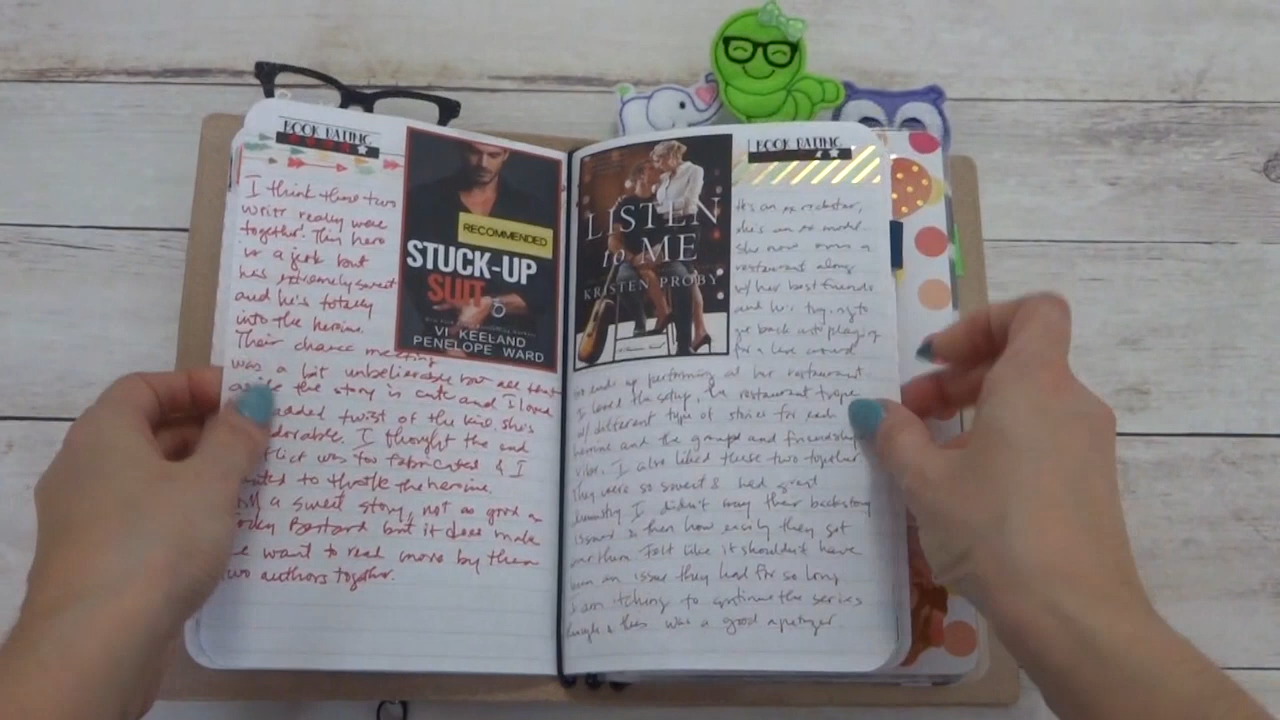 BOOK RATING
I think these two
write really well
together. This hero
is a jerk but
he's extremely sweet
and he's totally
into the heroine.
Their chance meeting
was a bit unbelievable but all that
aside the story is cute and I loved
added twist of the kid. She's
adorable. I thought the end
conflict was too fabricated & I
wanted to throttle the heroine.
a sweet story, not as good as
Cocky Bastard but it does make
me want to read more by these
two authors together.
RECOMMENDED
STUCK-UP
SUIT
VI KEELAND
PENELOPE WARD
LISTEN
to ME
KRISTEN PROBY
BOOK RATING
He's an ex rockstar,
she's an ex model.
She now owns a
restaurant along
w/ her best friends
and he's trying to
get back into playing
for a live crowd
so ends up performing at her restaurant
I loved the setup, the restaurant trope
w/ different type of stories for each
heroine and the group and friendship
vibe. I also liked these two together.
They were so sweet & had great
chemistry. I didn't their backstory
issues & then how easily they got
over them. Felt like it shouldn't have
been an issue they had for so long
I am itching to continue the series
though & this was a good appetizer.